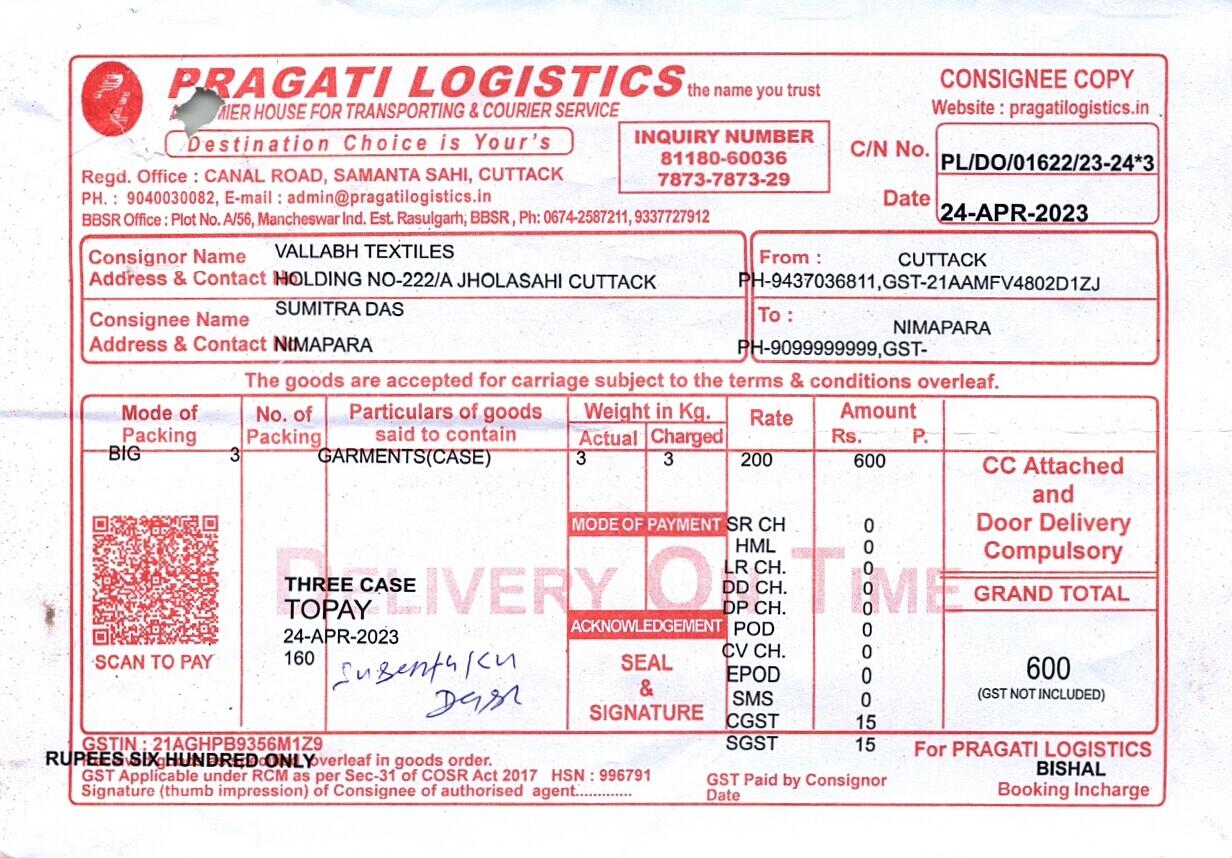 PRAGATI LOGISTICS the name you trust
MIER HOUSE FOR TRANSPORTING & COURIER SERVICE
Destination Choice is Your's
Regd. Office : CANAL ROAD, SAMANTA SAHI, CUTTACK
PH. : 9040030082, E-mail : admin@pragatilogistics.in
BBSR Office : Plot No. A/56, Mancheswar Ind. Est. Rasulgarh, BBSR , Ph: 0674-2587211, 9337727912
INQUIRY NUMBER
81180-60036
7873-7873-29
CONSIGNEE COPY
Website : pragatilogistics.in
C/N No. PL/DO/01622/23-24*3
Date 24-APR-2023
Consignor Name VALLABH TEXTILES
Address & Contact No HOLDING NO-222/A JHOLASAHI CUTTACK
From : CUTTACK
PH-9437036811,GST-21AAMFV4802D1ZJ
Consignee Name SUMITRA DAS
Address & Contact NIMAPARA
To : NIMAPARA
PH-9099999999,GST-
The goods are accepted for carriage subject to the terms & conditions overleaf.
Mode of Packing No. of Packing Particulars of goods said to contain Weight in Kg. Actual Charged Rate Amount Rs. P.
BIG 3 GARMENTS(CASE) 3 3 200 600
CC Attached
and
Door Delivery
Compulsory
MODE OF PAYMENT SR CH 0
HML 0
LR CH. 0
DD CH. 0
DP CH. 0
ACKNOWLEDGEMENT POD 0
CV CH. 0
EPOD 0
SMS 0
CGST 15
SGST 15
DELIVERY ON TIME
GRAND TOTAL
600
(GST NOT INCLUDED)
THREE CASE
TOPAY
24-APR-2023
160
SCAN TO PAY
SEAL
&
SIGNATURE
GSTIN : 21AGHPB9356M1Z9
RUPEES SIX HUNDRED ONLY
overleaf in goods order.
GST Applicable under RCM as per Sec-31 of COSR Act 2017 HSN : 996791
Signature (thumb impression) of Consignee of authorised agent.............
GST Paid by Consignor
Date
For PRAGATI LOGISTICS
BISHAL
Booking Incharge